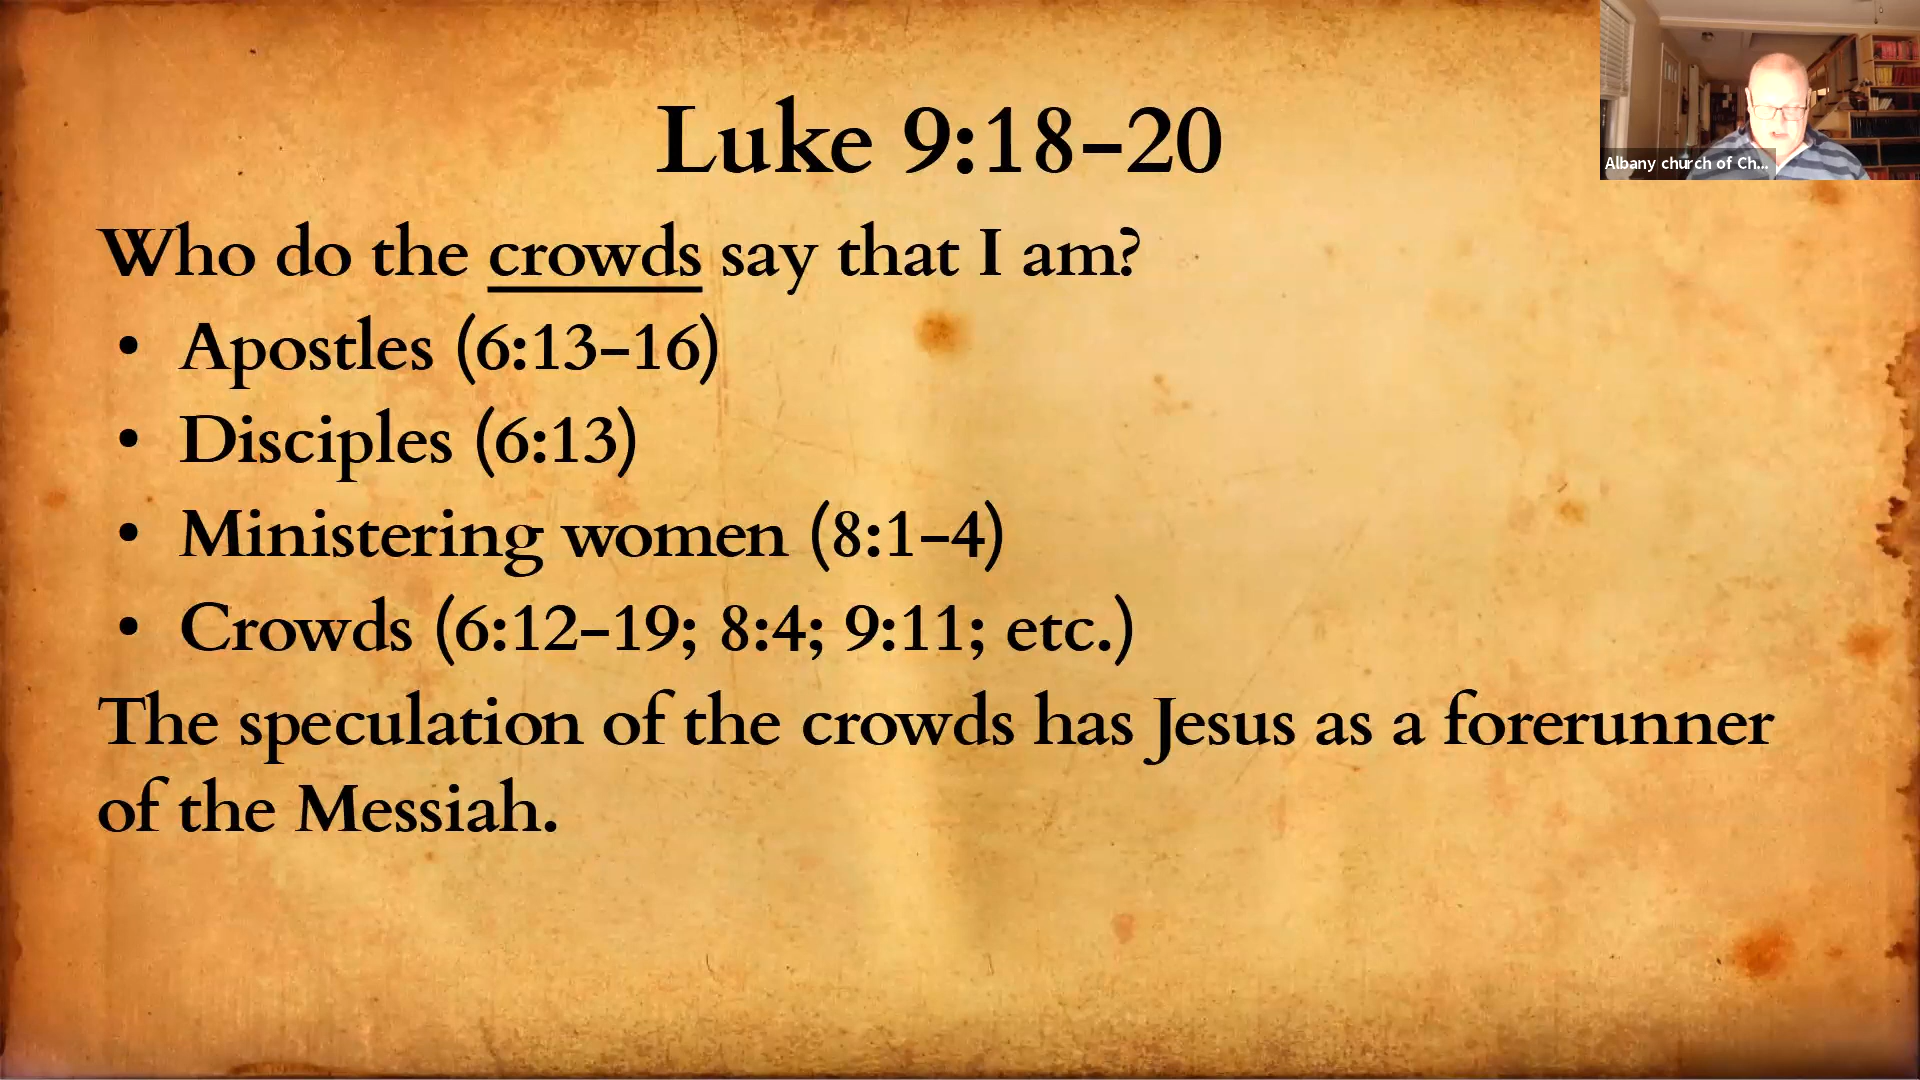 Luke 9:18–20
Albany church of Ch...
Who do the crowds say that I am?
• Apostles (6:13–16)
• Disciples (6:13)
• Ministering women (8:1–4)
• Crowds (6:12–19; 8:4; 9:11; etc.)
The speculation of the crowds has Jesus as a forerunner
of the Messiah.